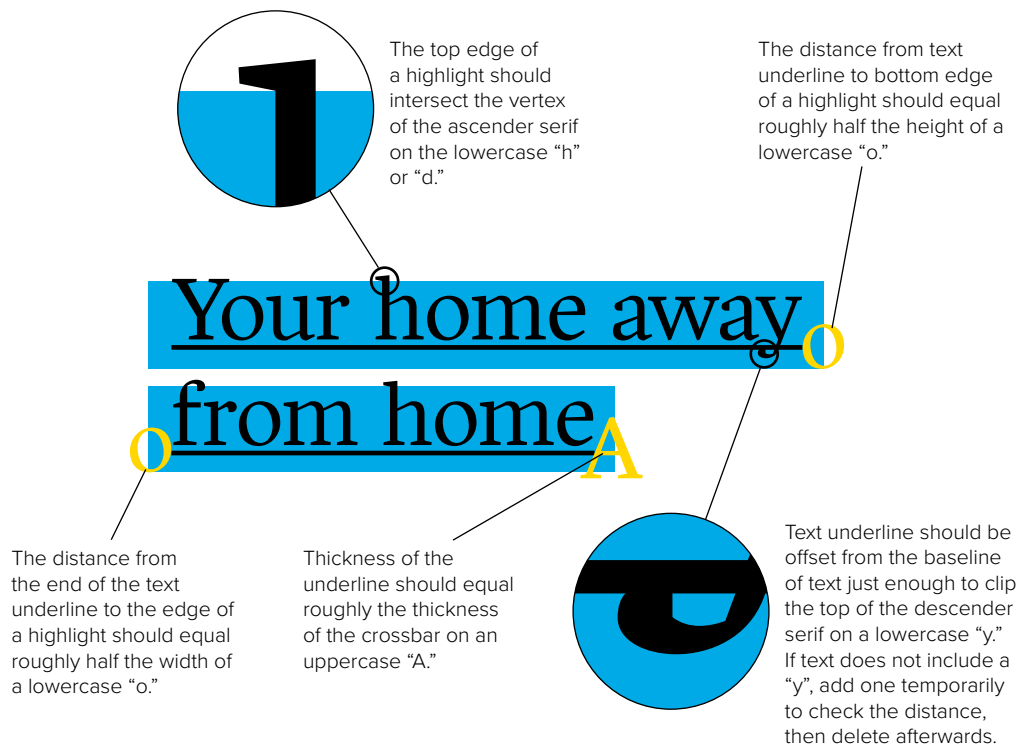 The top edge of
a highlight should
intersect the vertex
of the ascender serif
on the lowercase “h”
or “d.”
The distance from text
underline to bottom edge
of a highlight should equal
roughly half the height of a
lowercase “o.”
Your home away
o
from home
o
A
The distance from
the end of the text
underline to the edge of
a highlight should equal
roughly half the width of
a lowercase “o.”
Thickness of the
underline should equal
roughly the thickness
of the crossbar on an
uppercase “A.”
Text underline should be
offset from the baseline
of text just enough to clip
the top of the descender
serif on a lowercase “y.”
If text does not include a
“y”, add one temporarily
to check the distance,
then delete afterwards.